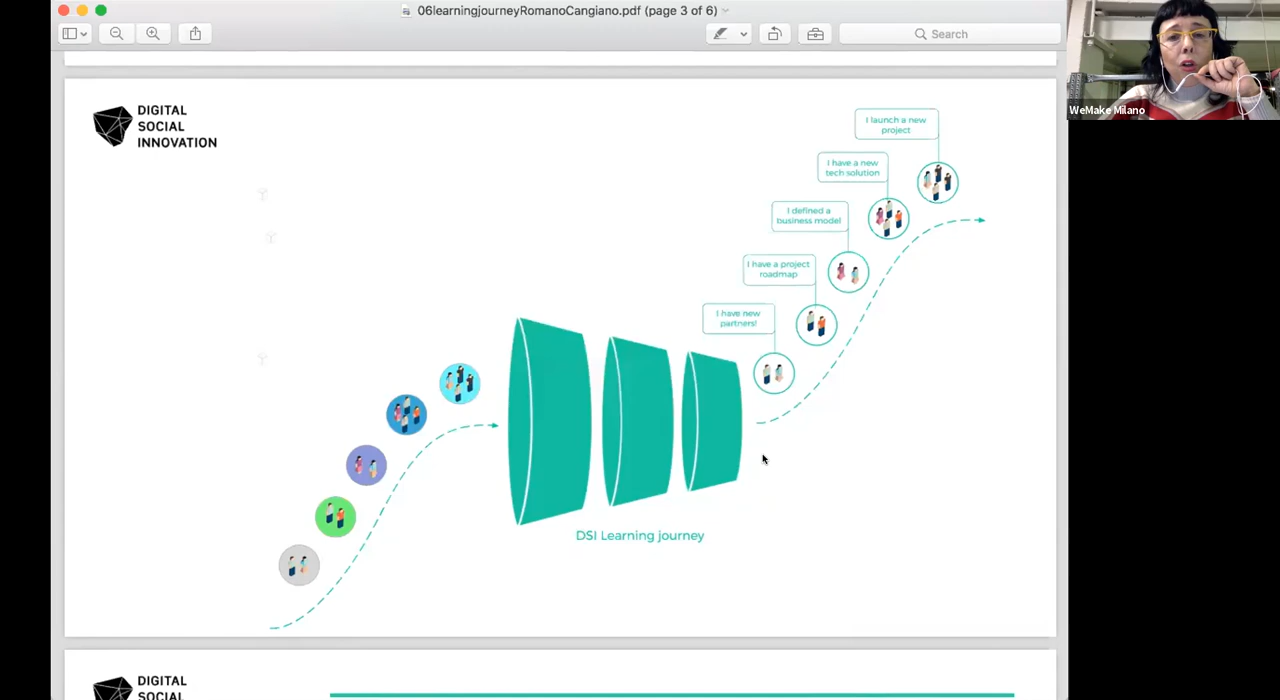 06learningjourneyRomanoCangiano.pdf (page 3 of 6)
Search
WeMake Milano
DIGITAL
SOCIAL
INNOVATION
I launch a new
project
I have a new
tech solution
I defined a
business model
I have a project
roadmap
I have new
partners!
DSI Learning journey
DIGITAL
SOCIAL